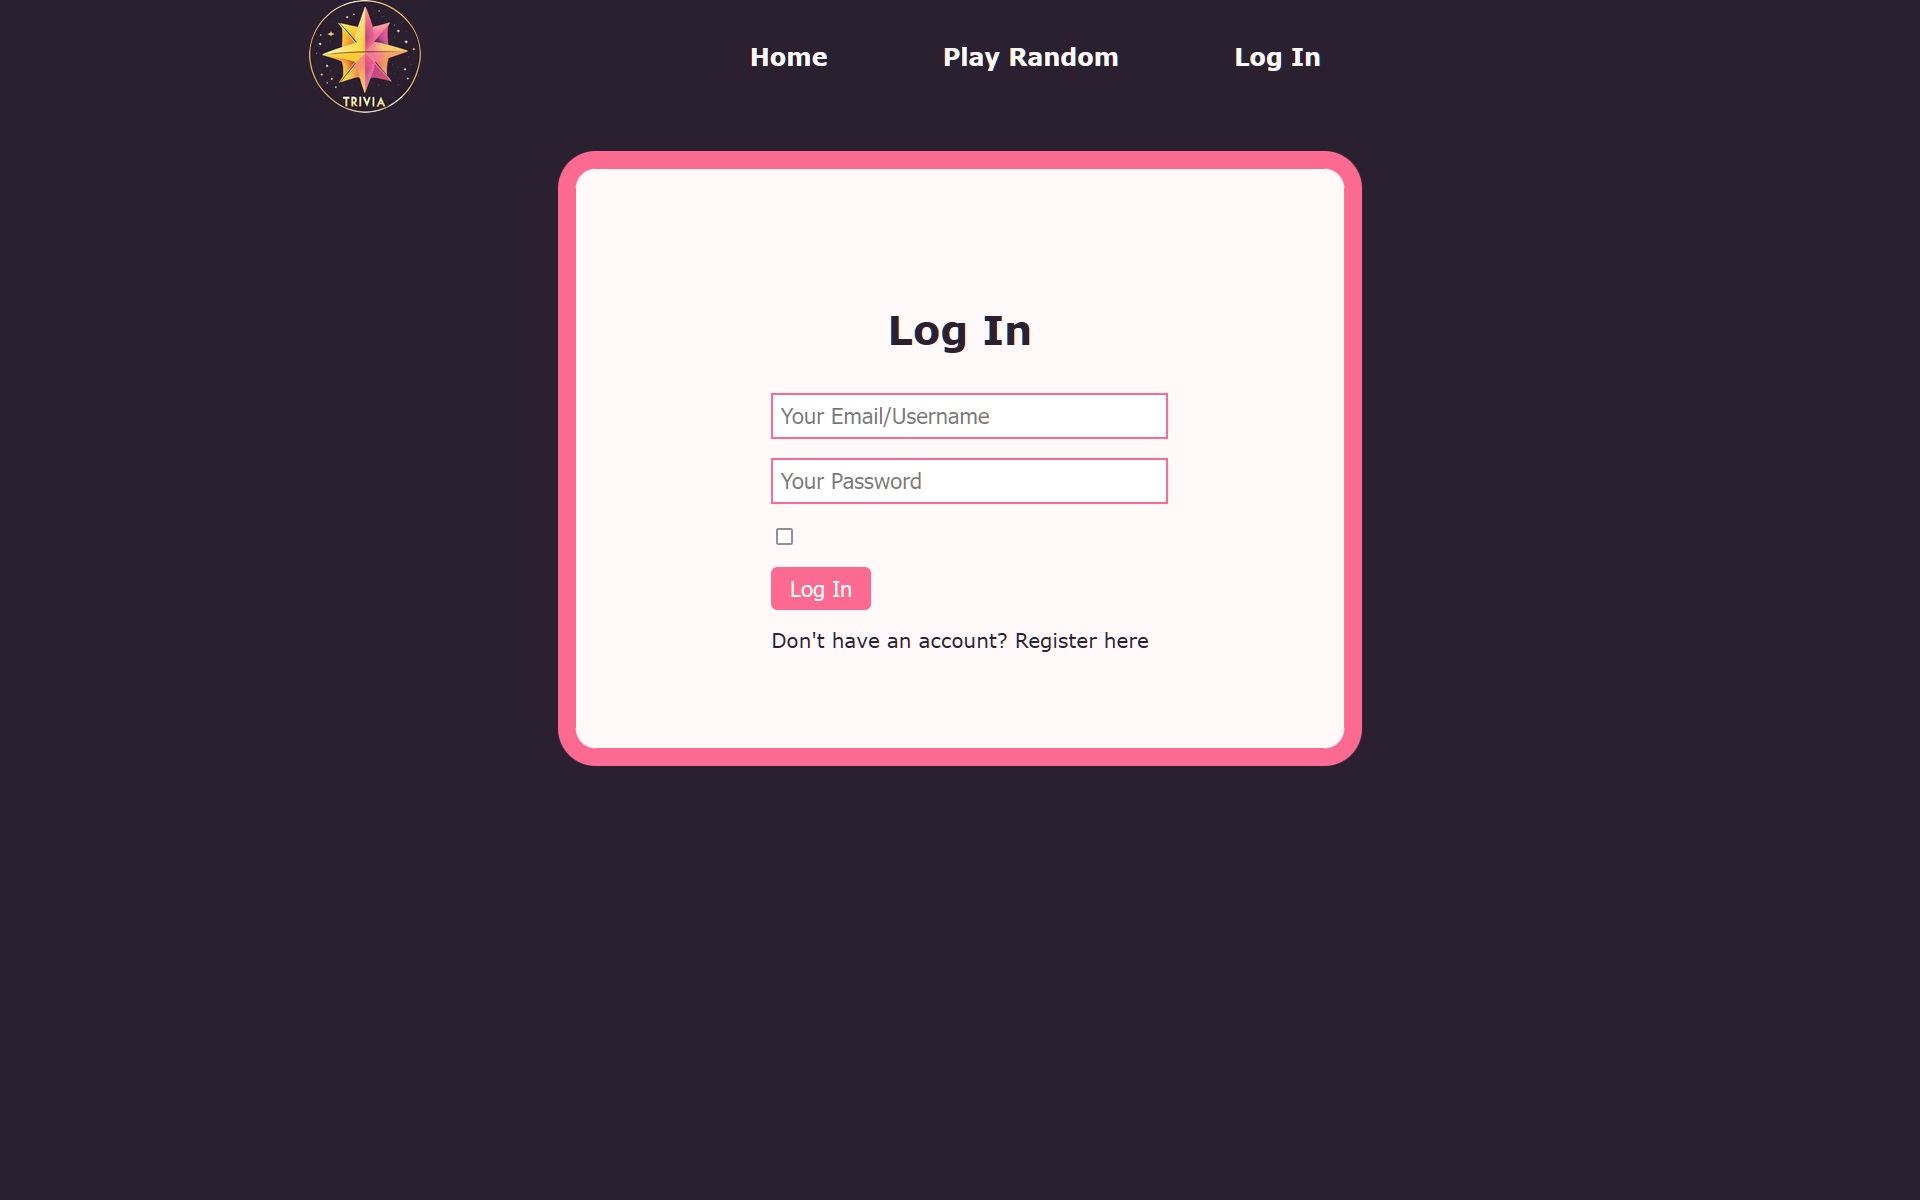 TRIVIA
Home
Play Random
Log In
Log In
Your Email/Username
Your Password
Log In
Don't have an account? Register here